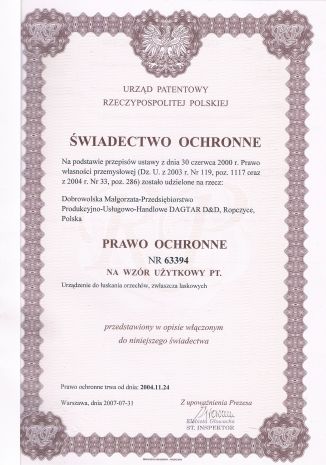 URZĄD PATENTOWY
RZECZYPOSPOLITEJ POLSKIEJ
ŚWIADECTWO OCHRONNE
Na podstawie przepisów ustawy z dnia 30 czerwca 2000 r. Prawo
własności przemysłowej (Dz. U. z 2003 r. Nr 119, poz. 1117 oraz
z 2004 r. Nr 33, poz. 286) zostało udzielone na rzecz:
Dobrowolska Małgorzata-Przedsiębiorstwo
Produkcyjno-Usługowo-Handlowe DAGTAR D&D, Ropczyce,
Polska
PRAWO OCHRONNE
NR 63394
NA WZÓR UŻYTKOWY PT.
Urządzenie do łuskania orzechów, zwłaszcza laskowych
przedstawiony w opisie włączonym
do niniejszego świadectwa
Prawo ochronne trwa od dnia: 2004.11.24
Warszawa, dnia 2007-07-31
Z upoważnienia Prezesa
ST. INSPEKTOR